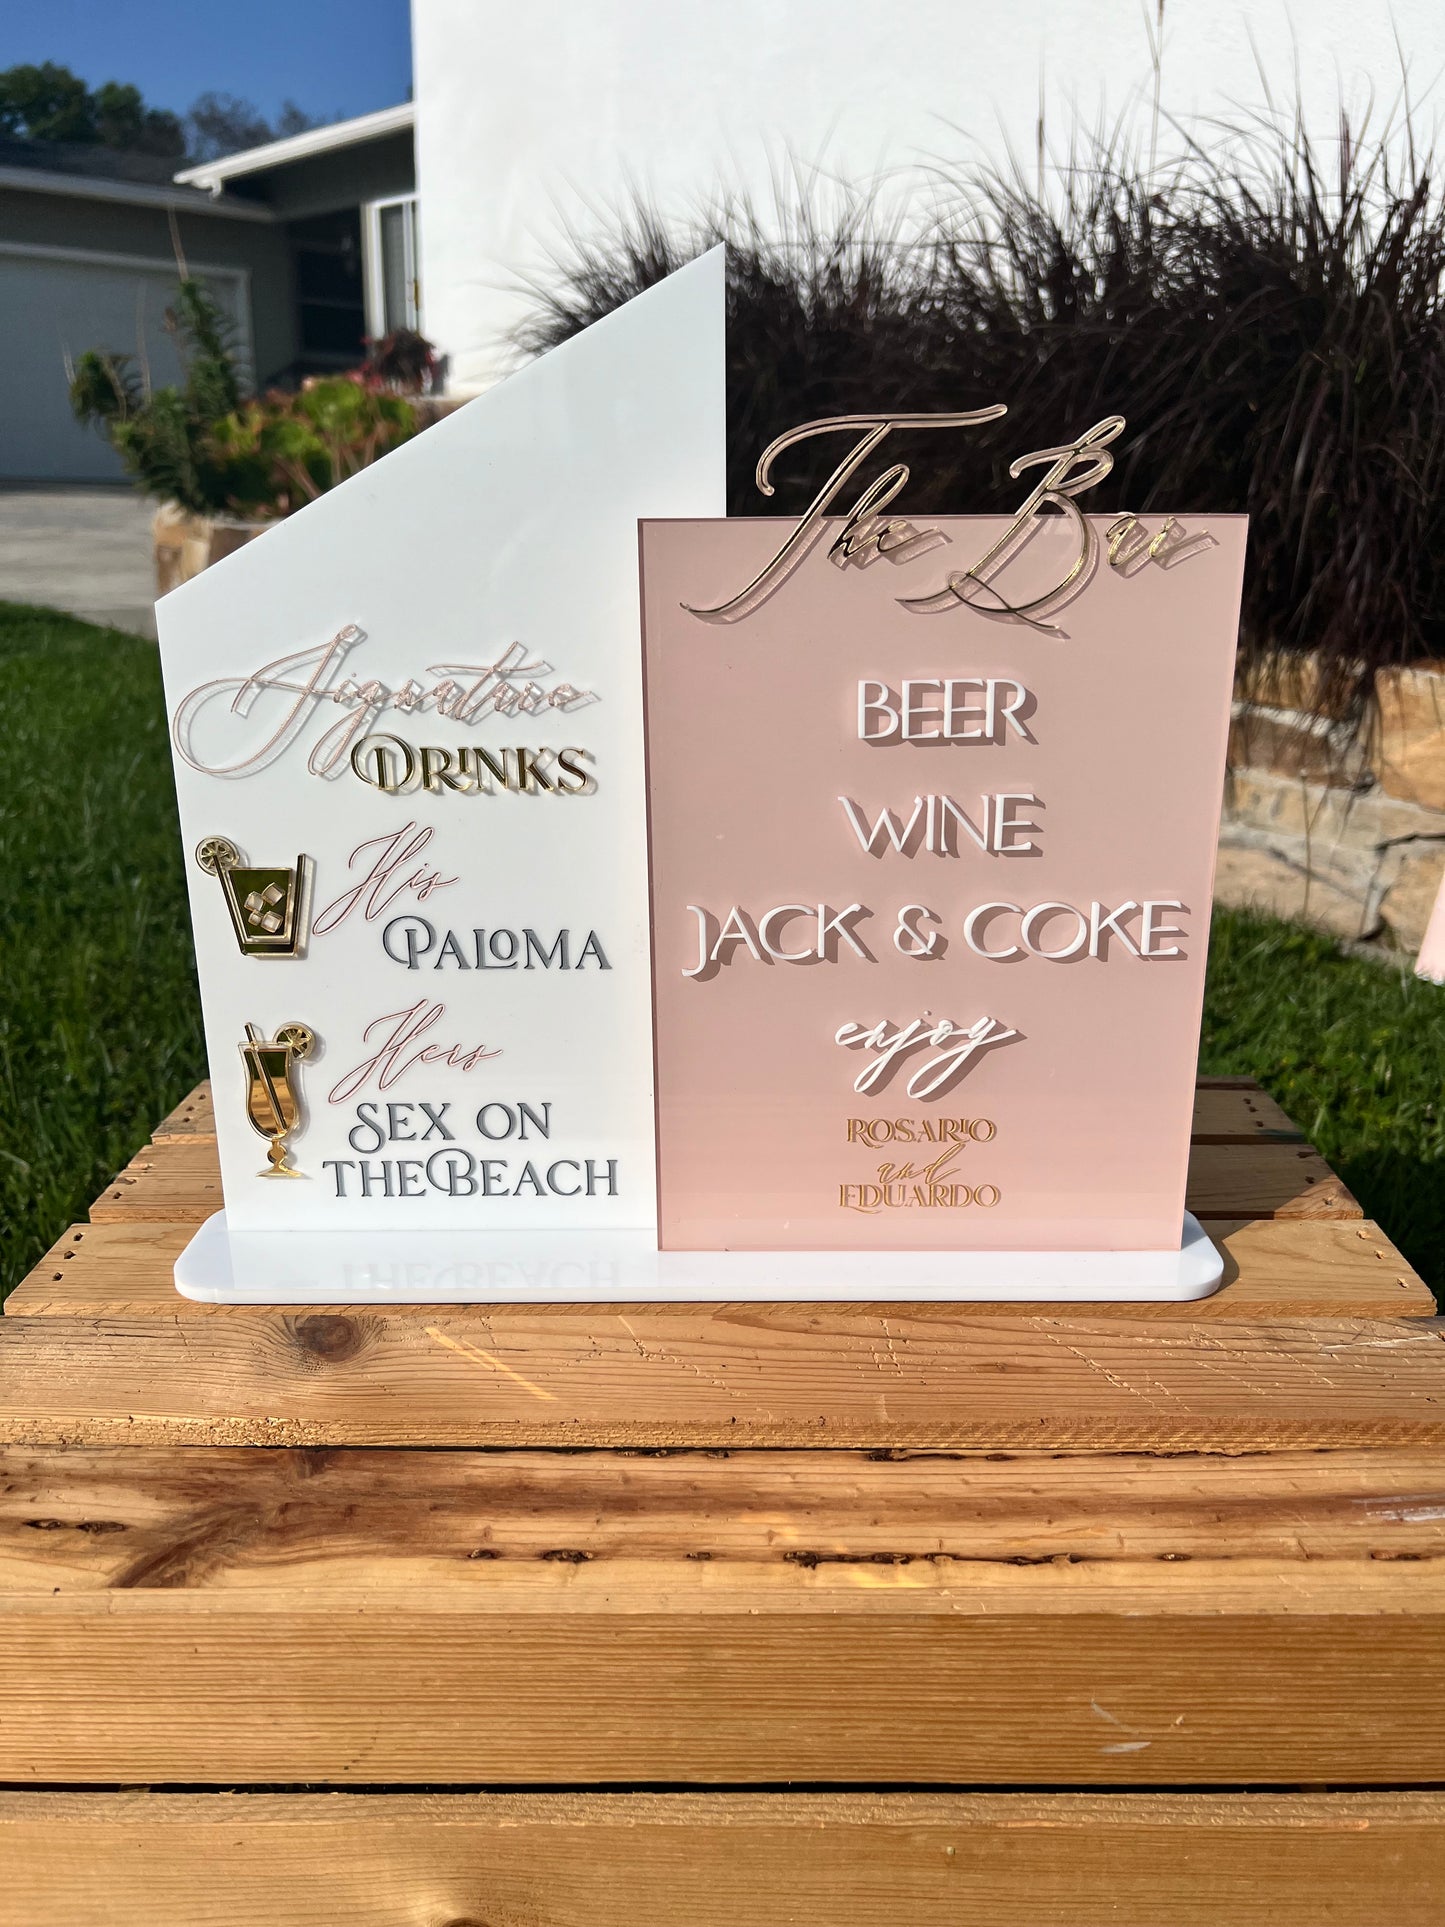 Signature
DRINKS
His
PALOMA
Hers
SEX ON
THE BEACH
The Bar
BEER
WINE
JACK & COKE
enjoy
ROSARIO
and
EDUARDO